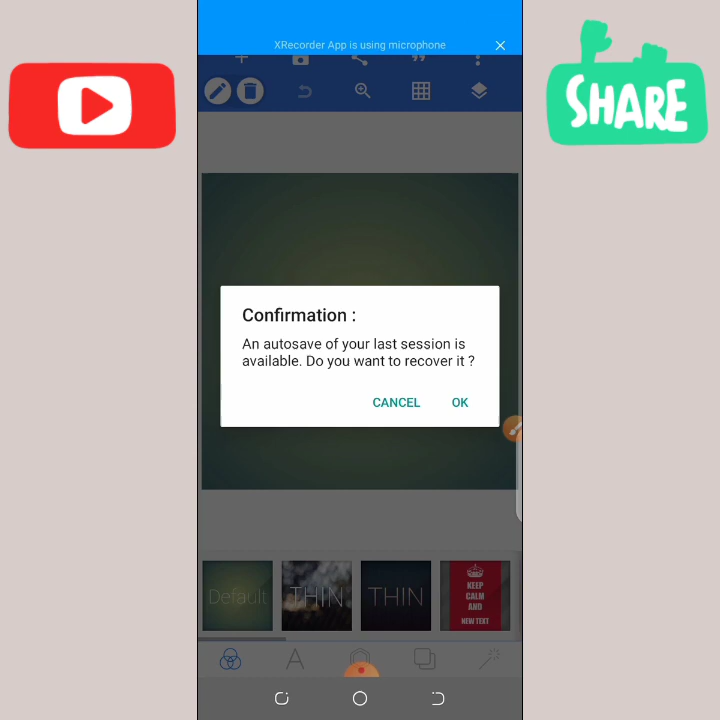 XRecorder App is using microphone
SHARE
Confirmation :
An autosave of your last session is
available. Do you want to recover it ?
CANCEL OK
Default
THIN
THIN
KEEP
CALM
AND
NEW TEXT
A